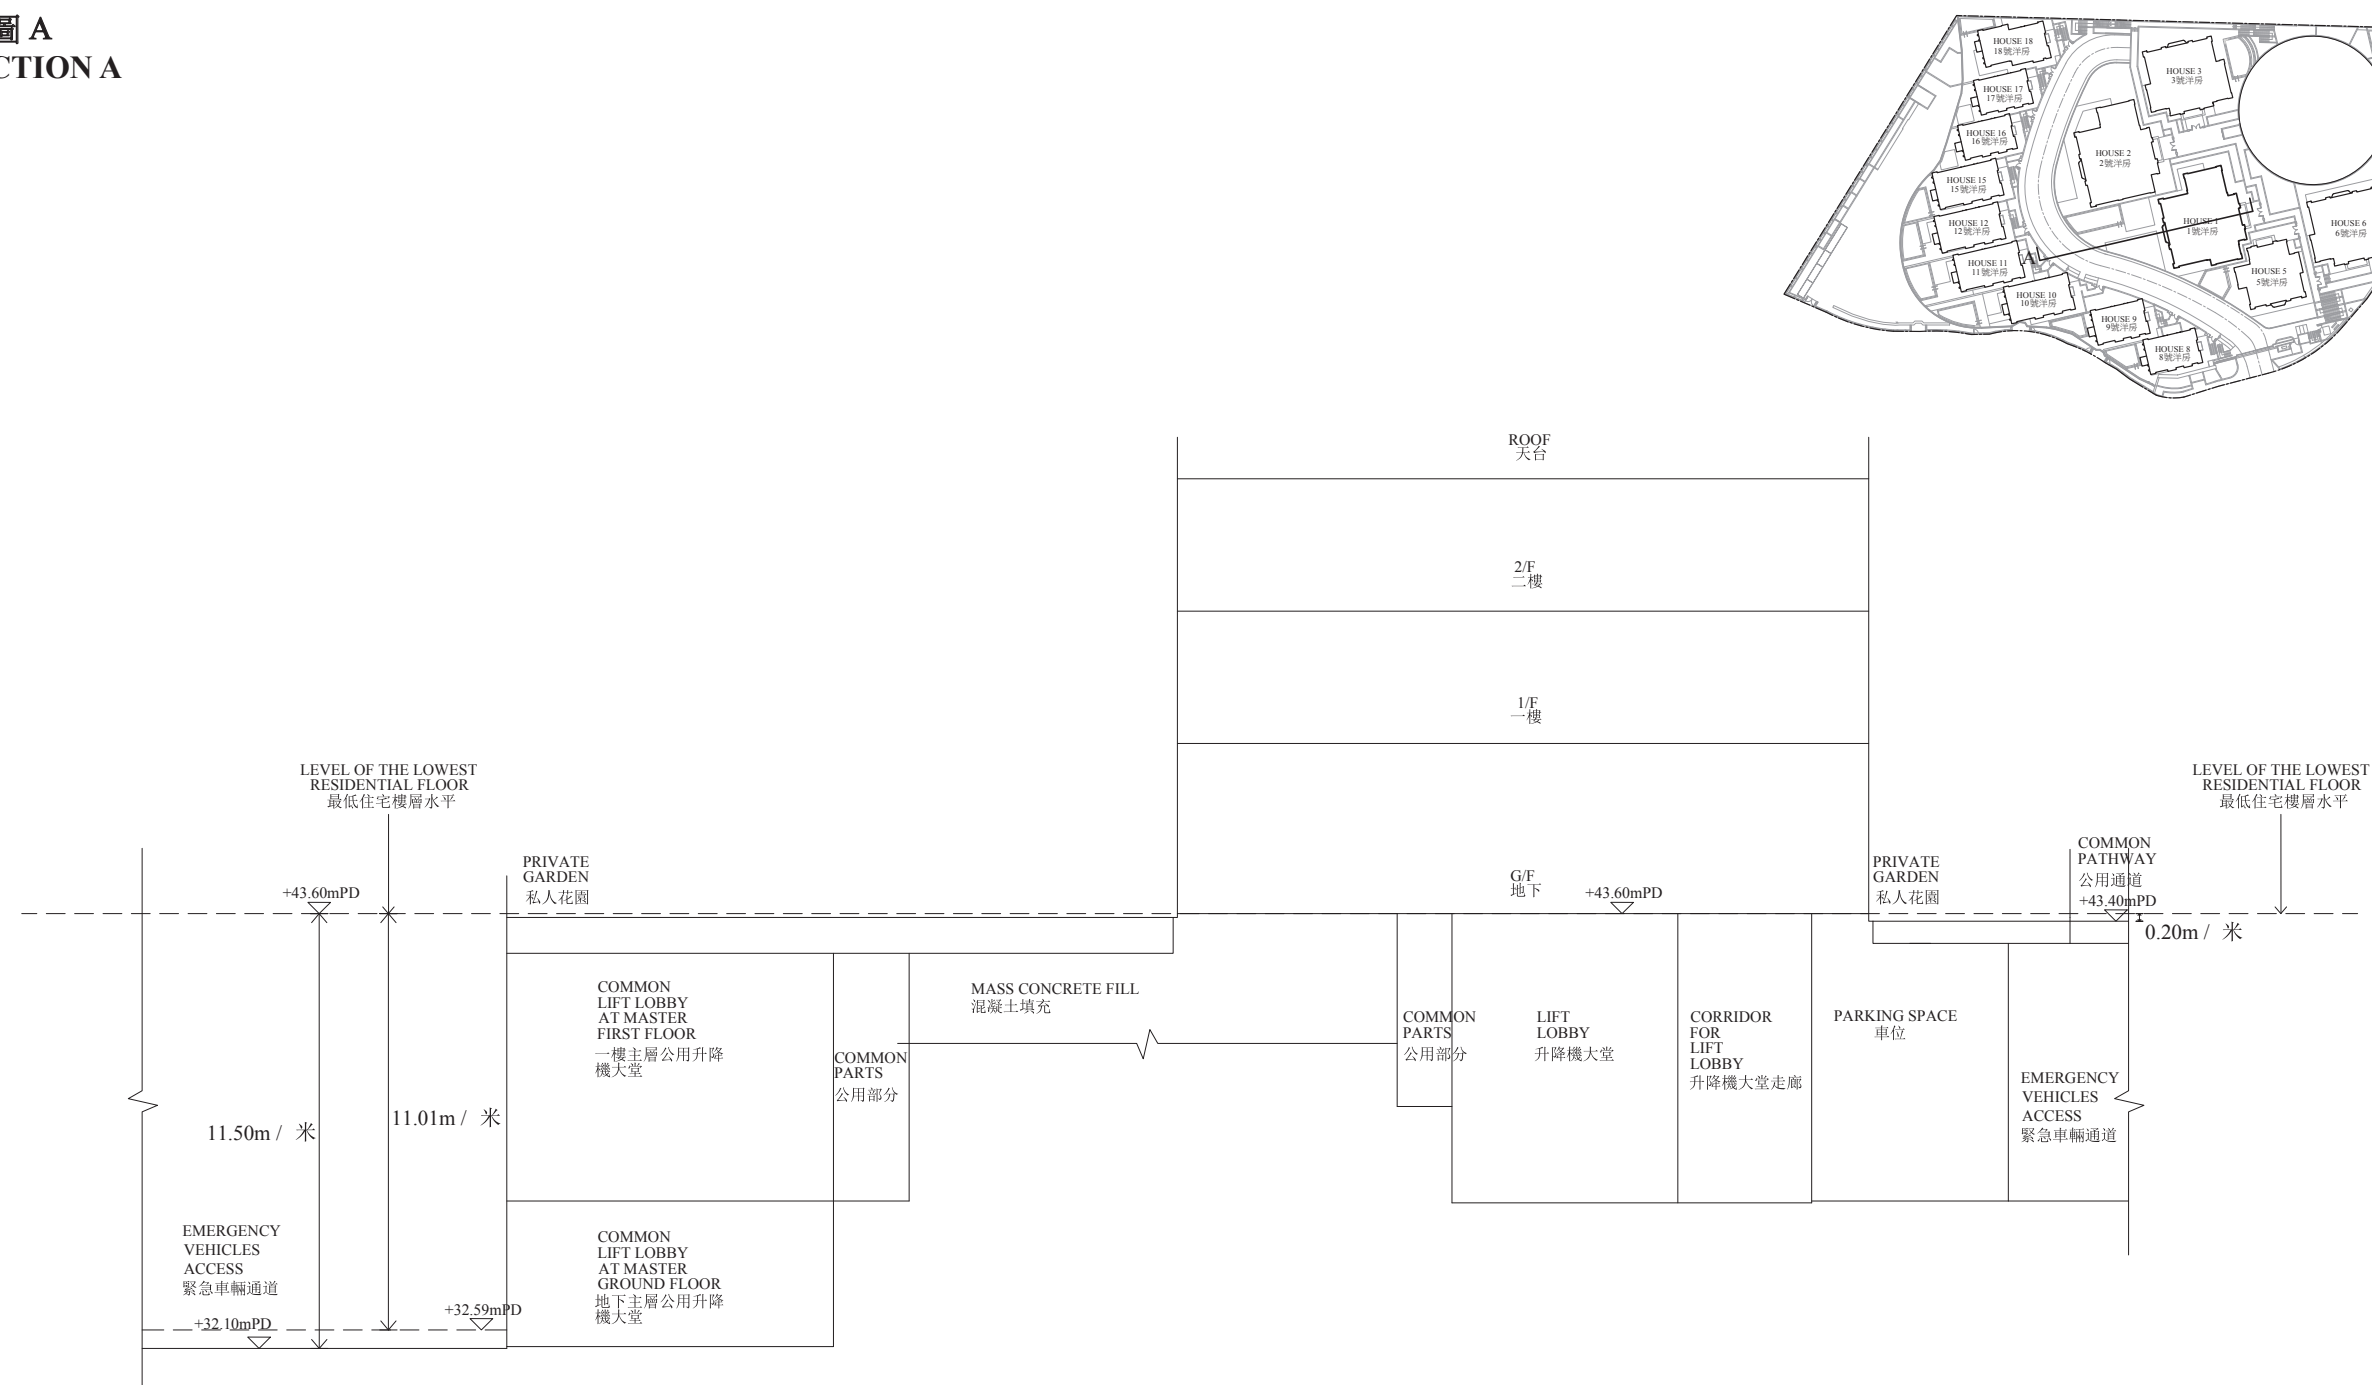 圖 A
CTION A
HOUSE 18
18號洋房
HOUSE 17
17號洋房
HOUSE 16
16號洋房
HOUSE 15
15號洋房
HOUSE 12
12號洋房
HOUSE 11
11號洋房
HOUSE 10
10號洋房
HOUSE 9
9號洋房
HOUSE 8
8號洋房
HOUSE 3
3號洋房
HOUSE 2
2號洋房
HOUSE 1
1號洋房
HOUSE 6
6號洋房
HOUSE 5
5號洋房
A
ROOF
天台
2/F
二樓
1/F
一樓
G/F
地下
+43.60mPD
LEVEL OF THE LOWEST
RESIDENTIAL FLOOR
最低住宅樓層水平
+43.60mPD
PRIVATE
GARDEN
私人花園
PRIVATE
GARDEN
私人花園
COMMON
PATHWAY
公用通道
+43.40mPD
LEVEL OF THE LOWEST
RESIDENTIAL FLOOR
最低住宅樓層水平
0.20m / 米
COMMON
LIFT LOBBY
AT MASTER
FIRST FLOOR
一樓主層公用升降
機大堂
COMMON
PARTS
公用部分
MASS CONCRETE FILL
混凝土填充
COMMON
PARTS
公用部分
LIFT
LOBBY
升降機大堂
CORRIDOR
FOR
LIFT
LOBBY
升降機大堂走廊
PARKING SPACE
車位
EMERGENCY
VEHICLES
ACCESS
緊急車輛通道
11.50m / 米
11.01m / 米
EMERGENCY
VEHICLES
ACCESS
緊急車輛通道
+32.10mPD
+32.59mPD
COMMON
LIFT LOBBY
AT MASTER
GROUND FLOOR
地下主層公用升降
機大堂